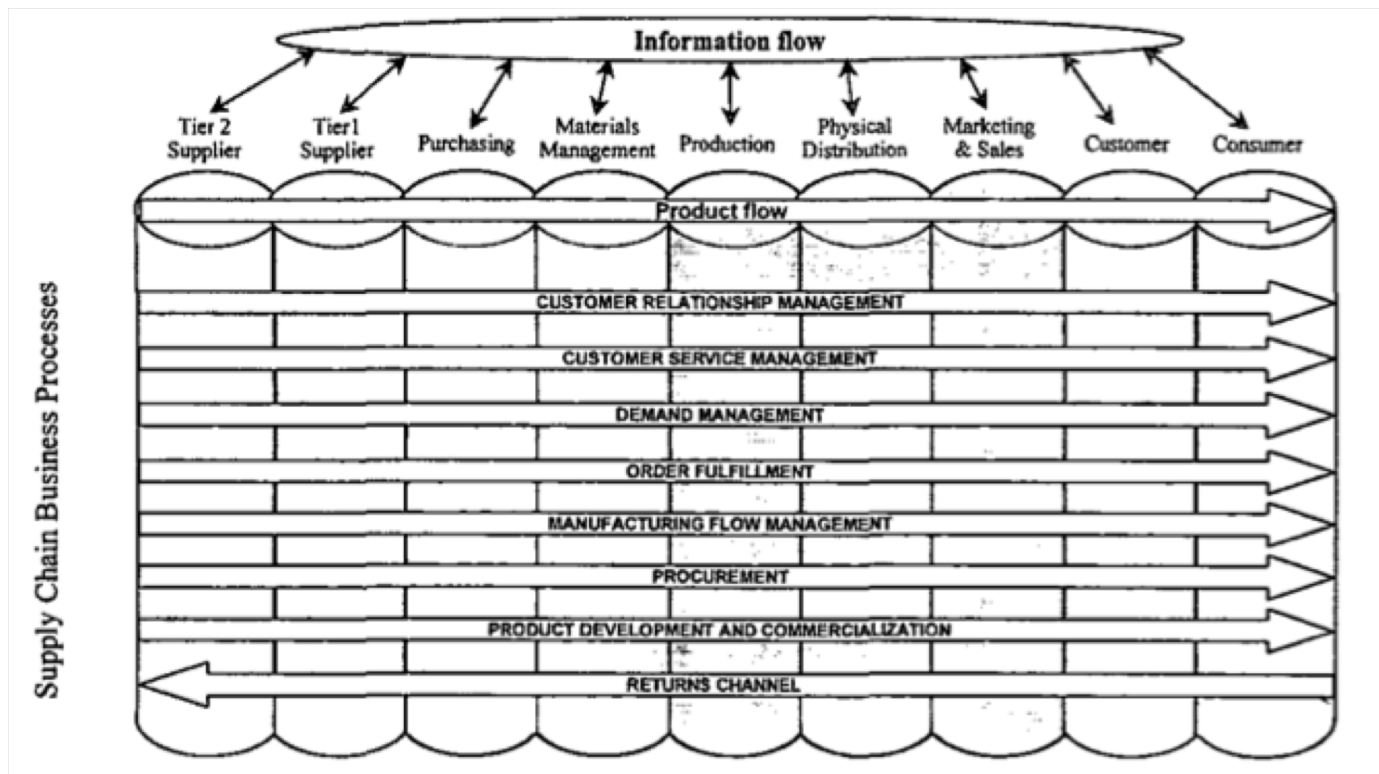 Information flow
Tier 2
Supplier
Tier1
Supplier
Purchasing
Materials
Management
Production
Physical
Distribution
Marketing
& Sales
Customer
Consumer
Product flow
Supply Chain Business Processes
CUSTOMER RELATIONSHIP MANAGEMENT
CUSTOMER SERVICE MANAGEMENT
DEMAND MANAGEMENT
ORDER FULFILLMENT
MANUFACTURING FLOW MANAGEMENT
PROCUREMENT
PRODUCT DEVELOPMENT AND COMMERCIALIZATION
RETURNS CHANNEL